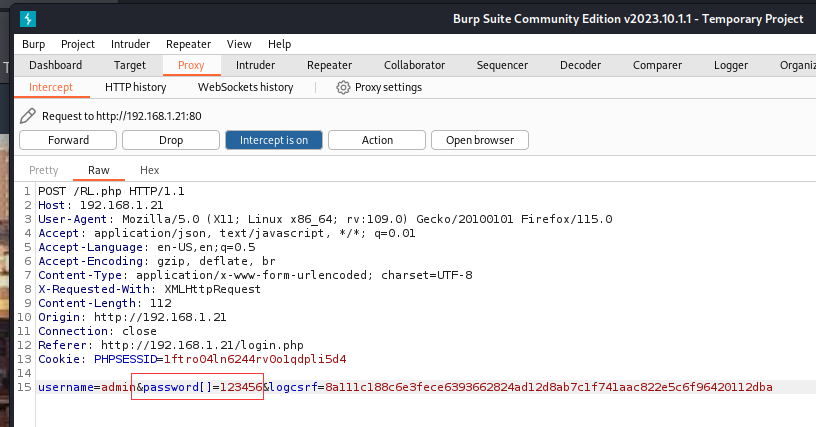 Burp Suite Community Edition v2023.10.1.1 - Temporary Project
Burp Project Intruder Repeater View Help
Dashboard Target Proxy Intruder Repeater Collaborator Sequencer Decoder Comparer Logger Organiz
Intercept HTTP history WebSockets history Proxy settings
Request to http://192.168.1.21:80
Forward Drop Intercept is on Action Open browser
Pretty Raw Hex
1 POST /RL.php HTTP/1.1
2 Host: 192.168.1.21
3 User-Agent: Mozilla/5.0 (X11; Linux x86_64; rv:109.0) Gecko/20100101 Firefox/115.0
4 Accept: application/json, text/javascript, */*; q=0.01
5 Accept-Language: en-US,en;q=0.5
6 Accept-Encoding: gzip, deflate, br
7 Content-Type: application/x-www-form-urlencoded; charset=UTF-8
8 X-Requested-With: XMLHttpRequest
9 Content-Length: 112
10 Origin: http://192.168.1.21
11 Connection: close
12 Referer: http://192.168.1.21/login.php
13 Cookie: PHPSESSID=1ftro04ln6244rv0o1qdpli5d4
14
15 username=admin&password[]=123456&logcsrf=8a111c188c6e3fece6393662824ad12d8ab7c1f741aac822e5c6f96420112dba